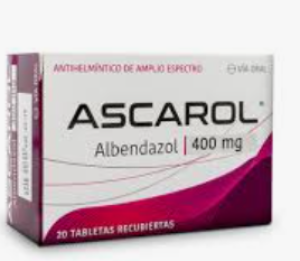 ANTIHELMÍNTICO DE AMPLIO ESPECTRO
VÍA ORAL
ASCAROL®
Albendazol | 400 mg
20 TABLETAS RECUBIERTAS